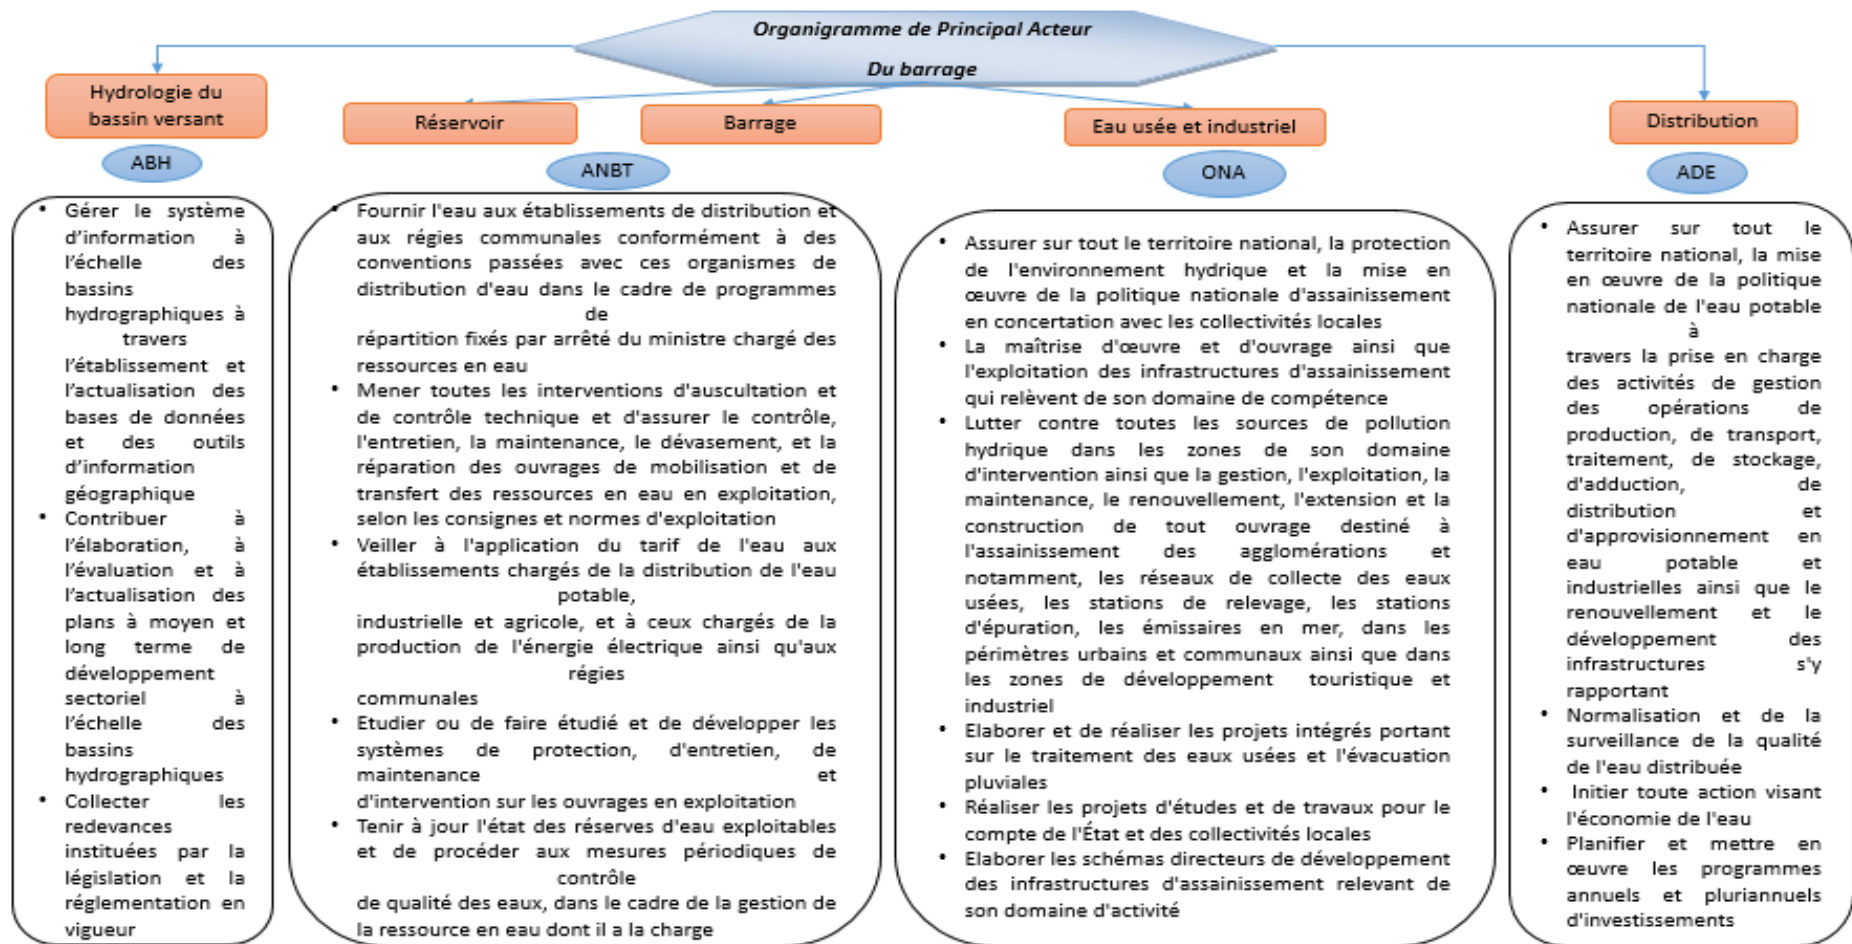 Organigramme de Principal Acteur
Du barrage
Hydrologie du
bassin versant
Réservoir
Barrage
Eau usée et industriel
Distribution
ABH
ANBT
ONA
ADE
• Gérer le système
d’information à
l’échelle des
bassins
hydrographiques à
travers
l’établissement et
l’actualisation des
bases de données
et des outils
d’information
géographique
• Contribuer à
l’élaboration, à
l’évaluation et à
l’actualisation des
plans à moyen et
long terme de
développement
sectoriel à
l’échelle des
bassins
hydrographiques
• Collecter les
redevances
instituées par la
législation et la
réglementation en
vigueur
• Fournir l'eau aux établissements de distribution et
aux régies communales conformément à des
conventions passées avec ces organismes de
distribution d'eau dans le cadre de programmes
de
répartition fixés par arrêté du ministre chargé des
ressources en eau
• Mener toutes les interventions d'auscultation et
de contrôle technique et d'assurer le contrôle,
l'entretien, la maintenance, le dévasement, et la
réparation des ouvrages de mobilisation et de
transfert des ressources en eau en exploitation,
selon les consignes et normes d'exploitation
• Veiller à l'application du tarif de l'eau aux
établissements chargés de la distribution de l'eau
potable,
industrielle et agricole, et à ceux chargés de la
production de l'énergie électrique ainsi qu'aux
régies
communales
• Etudier ou de faire étudié et de développer les
systèmes de protection, d'entretien, de
maintenance et
d'intervention sur les ouvrages en exploitation
• Tenir à jour l'état des réserves d'eau exploitables
et de procéder aux mesures périodiques de
contrôle
de qualité des eaux, dans le cadre de la gestion de
la ressource en eau dont il a la charge
• Assurer sur tout le territoire national, la protection
de l'environnement hydrique et la mise en
œuvre de la politique nationale d'assainissement
en concertation avec les collectivités locales
• La maîtrise d'œuvre et d'ouvrage ainsi que
l'exploitation des infrastructures d'assainissement
qui relèvent de son domaine de compétence
• Lutter contre toutes les sources de pollution
hydrique dans les zones de son domaine
d'intervention ainsi que la gestion, l'exploitation, la
maintenance, le renouvellement, l'extension et la
construction de tout ouvrage destiné à
l'assainissement des agglomérations et
notamment, les réseaux de collecte des eaux
usées, les stations de relevage, les stations
d'épuration, les émissaires en mer, dans les
périmètres urbains et communaux ainsi que dans
les zones de développement touristique et
industriel
• Elaborer et de réaliser les projets intégrés portant
sur le traitement des eaux usées et l'évacuation
pluviales
• Réaliser les projets d'études et de travaux pour le
compte de l'État et des collectivités locales
• Elaborer les schémas directeurs de développement
des infrastructures d'assainissement relevant de
son domaine d'activité
• Assurer sur tout le
territoire national, la mise
en œuvre de la politique
nationale de l'eau potable
à
travers la prise en charge
des activités de gestion
des opérations de
production, de transport,
traitement, de stockage,
d'adduction, de
distribution et
d'approvisionnement en
eau potable et
industrielles ainsi que le
renouvellement et le
développement des
infrastructures s'y
rapportant
• Normalisation et de la
surveillance de la qualité
de l'eau distribuée
• Initier toute action visant
l'économie de l'eau
• Planifier et mettre en
œuvre les programmes
annuels et pluriannuels
d'investissements